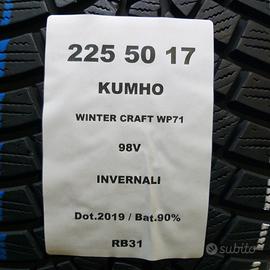 225 50 17
KUMHO
WINTER CRAFT WP71
98V
INVERNALI
Dot.2019 / Bat.90%
RB31
subito